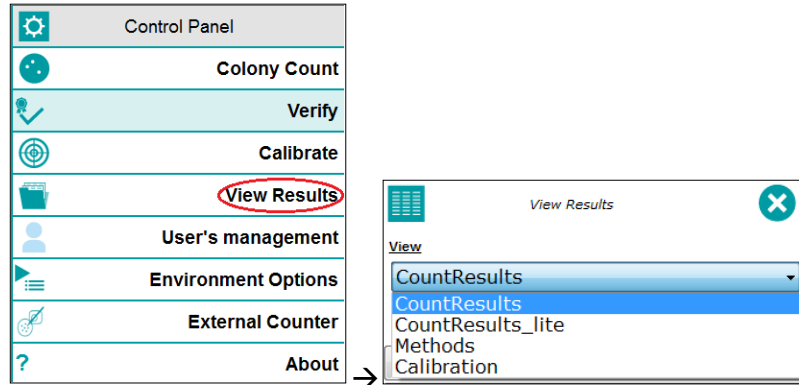 Control Panel
Colony Count
Verify
Calibrate
View Results
User's management
Environment Options
External Counter
? About
→
View Results
View
CountResults
CountResults
CountResults_lite
Methods
Calibration